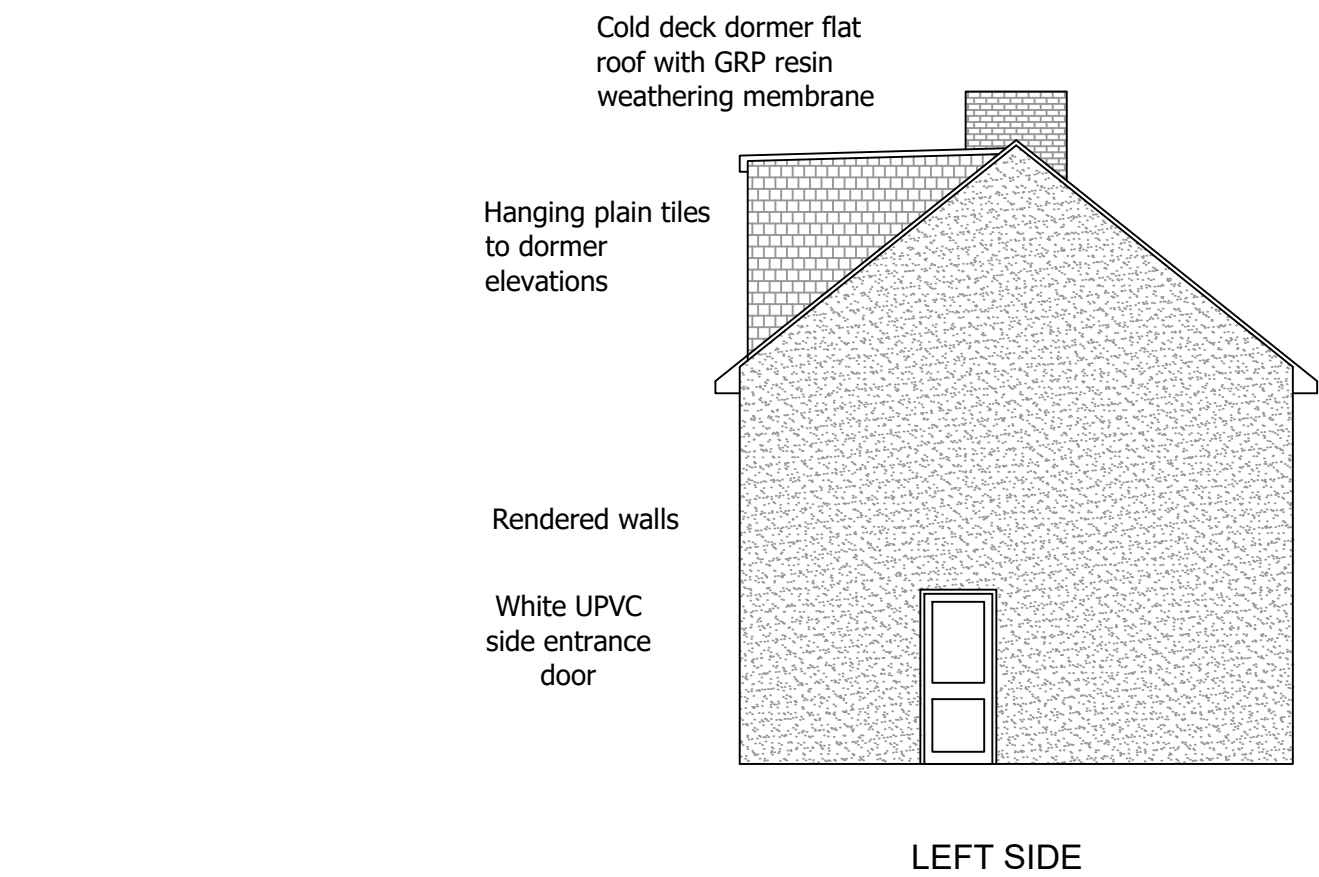 Cold deck dormer flat
roof with GRP resin
weathering membrane
Hanging plain tiles
to dormer
elevations
Rendered walls
White UPVC
side entrance
door
LEFT SIDE